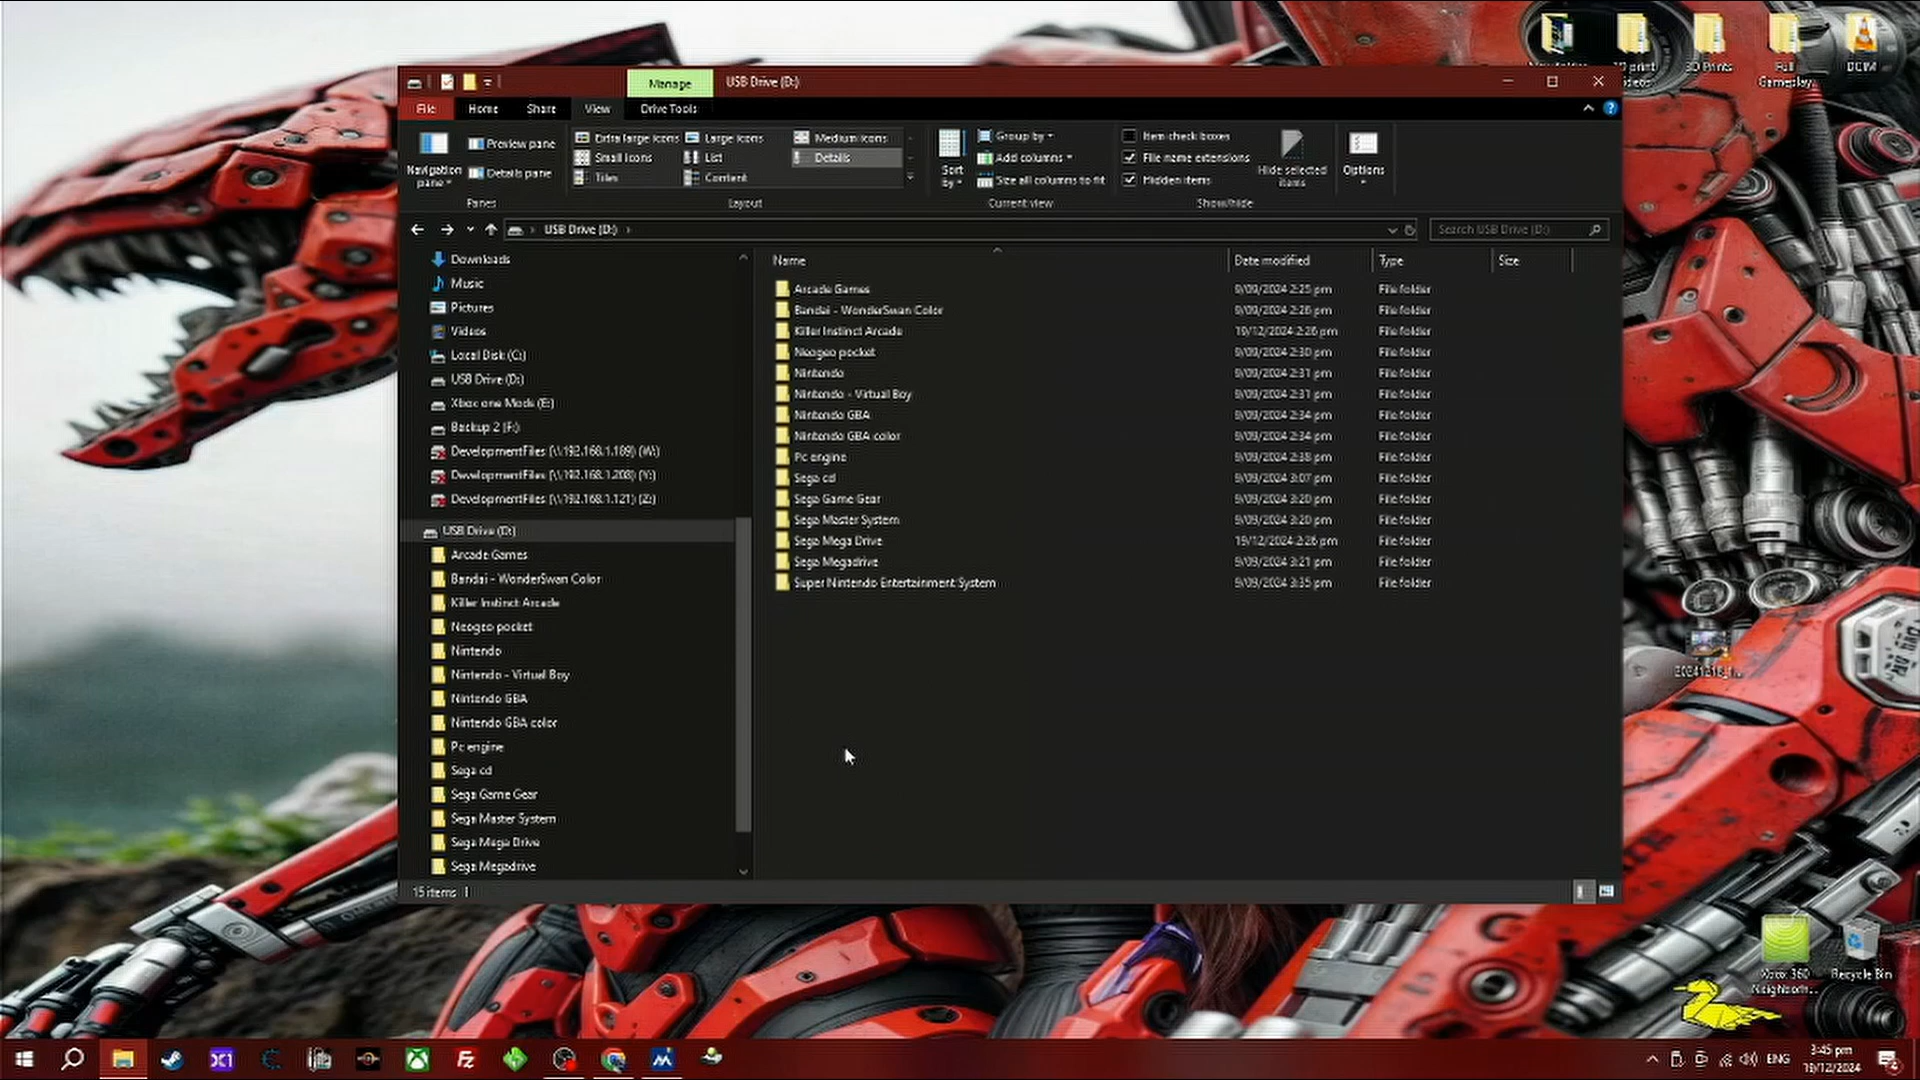 Manage
USB Drive (D:)
File
Home
Share
View
Drive Tools
Navigation pane
Preview pane
Details pane
Panes
Extra large icons
Large icons
Medium icons
Small icons
List
Details
Tiles
Content
Layout
Sort by
Group by
Add columns
Size all columns to fit
Current view
Item check boxes
File name extensions
Hidden items
Hide selected items
Show/hide
Options
USB Drive (D:)
Search USB Drive (D:)
Downloads
Music
Pictures
Videos
Local Disk (C:)
USB Drive (D:)
Xbox one Mods (E:)
Backup 2 (F:)
DevelopmentFiles (\\192.168.1.189) (W:)
DevelopmentFiles (\\192.168.1.208) (Y:)
DevelopmentFiles (\\192.168.1.121) (Z:)
USB Drive (D:)
Arcade Games
Bandai - WonderSwan Color
Killer Instinct Arcade
Neogeo pocket
Nintendo
Nintendo - Virtual Boy
Nintendo GBA
Nintendo GBA color
Pc engine
Sega cd
Sega Game Gear
Sega Master System
Sega Mega Drive
Sega Megadrive
Name Date modified Type Size
Arcade Games 9/09/2024 2:25 pm File folder
Bandai - WonderSwan Color 9/09/2024 2:26 pm File folder
Killer Instinct Arcade 19/12/2024 2:26 pm File folder
Neogeo pocket 9/09/2024 2:30 pm File folder
Nintendo 9/09/2024 2:31 pm File folder
Nintendo - Virtual Boy 9/09/2024 2:31 pm File folder
Nintendo GBA 9/09/2024 2:34 pm File folder
Nintendo GBA color 9/09/2024 2:34 pm File folder
Pc engine 9/09/2024 2:38 pm File folder
Sega cd 9/09/2024 3:07 pm File folder
Sega Game Gear 9/09/2024 3:20 pm File folder
Sega Master System 9/09/2024 3:20 pm File folder
Sega Mega Drive 19/12/2024 2:26 pm File folder
Sega Megadrive 9/09/2024 3:21 pm File folder
Super Nintendo Entertainment System 9/09/2024 3:35 pm File folder
15 items
3D Prints
Full Gameplay
DCIM
Xbox 360 Neighborh...
Recycle Bin
ENG
3:45 pm
19/12/2024